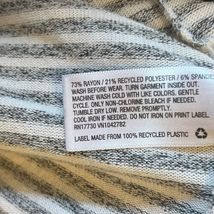 73% RAYON / 21% RECYCLED POLYESTER / 6% SPANDEX
WASH BEFORE WEAR. TURN GARMENT INSIDE OUT.
MACHINE WASH COLD WITH LIKE COLORS, GENTLE
CYCLE. ONLY NON-CHLORINE BLEACH IF NEEDED.
TUMBLE DRY LOW. REMOVE PROMPTLY.
COOL IRON IF NEEDED. DO NOT IRON ON PRINT LABEL.
RN17730 VN1042782
LABEL MADE FROM 100% RECYCLED PLASTIC